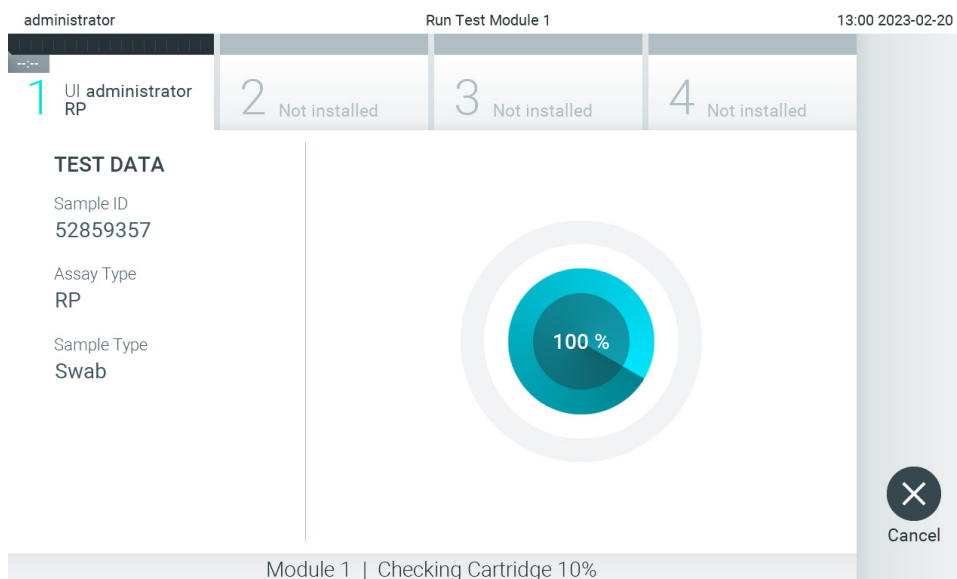 administrator Run Test Module 1 13:00 2023-02-20
--:--
1 UI administrator
RP
2 Not installed
3 Not installed
4 Not installed
TEST DATA
Sample ID
52859357
Assay Type
RP
Sample Type
Swab
100 %
Cancel
Module 1 | Checking Cartridge 10%